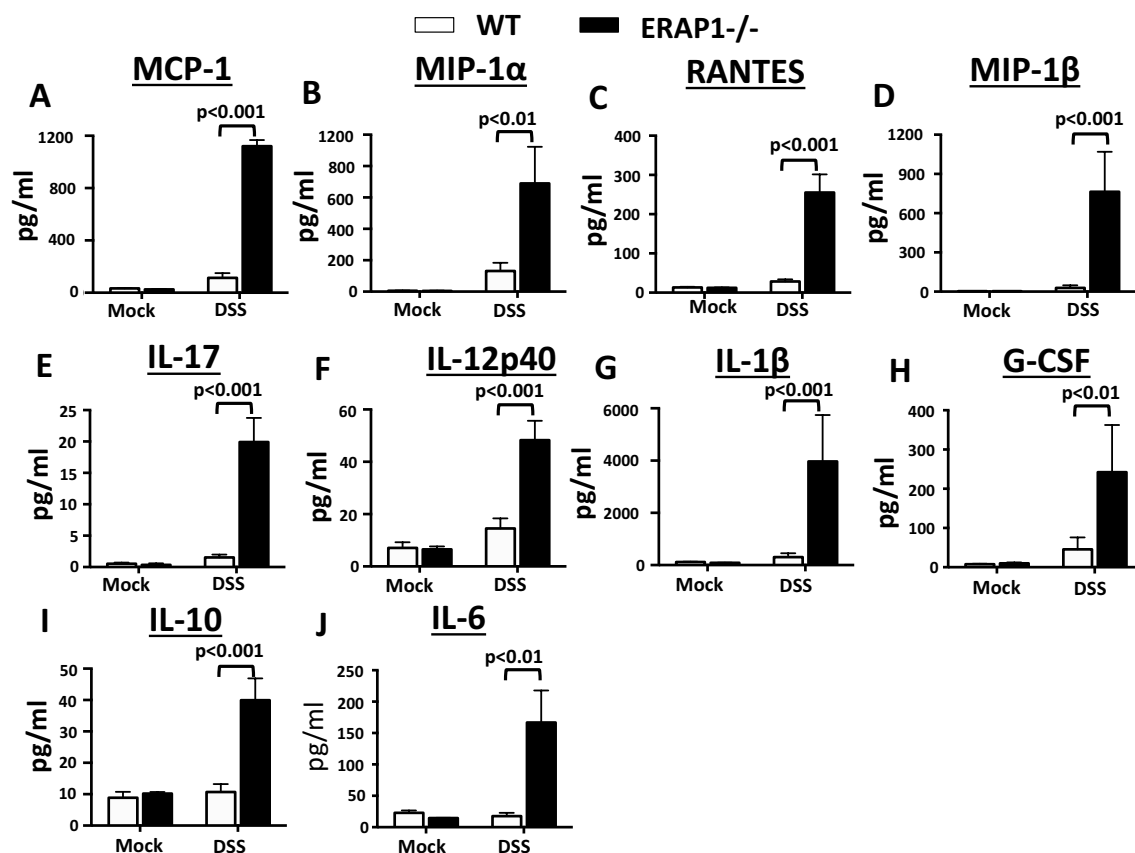 WT ERAP1-/-
A MCP-1
p<0.001
pg/ml
1200
800
400
0
Mock DSS
B MIP-1α
p<0.01
pg/ml
1200
1000
800
600
400
200
0
Mock DSS
C RANTES
p<0.001
pg/ml
400
300
200
100
0
Mock DSS
D MIP-1β
p<0.001
pg/ml
1200
900
600
300
0
Mock DSS
E IL-17
p<0.001
pg/ml
25
20
15
10
5
0
Mock DSS
F IL-12p40
p<0.001
pg/ml
60
40
20
0
Mock DSS
G IL-1β
p<0.001
pg/ml
6000
4000
2000
0
Mock DSS
H G-CSF
p<0.01
pg/ml
400
300
200
100
0
Mock DSS
I IL-10
p<0.001
pg/ml
50
40
30
20
10
0
Mock DSS
J IL-6
p<0.01
pg/ml
250
200
150
100
50
0
Mock DSS